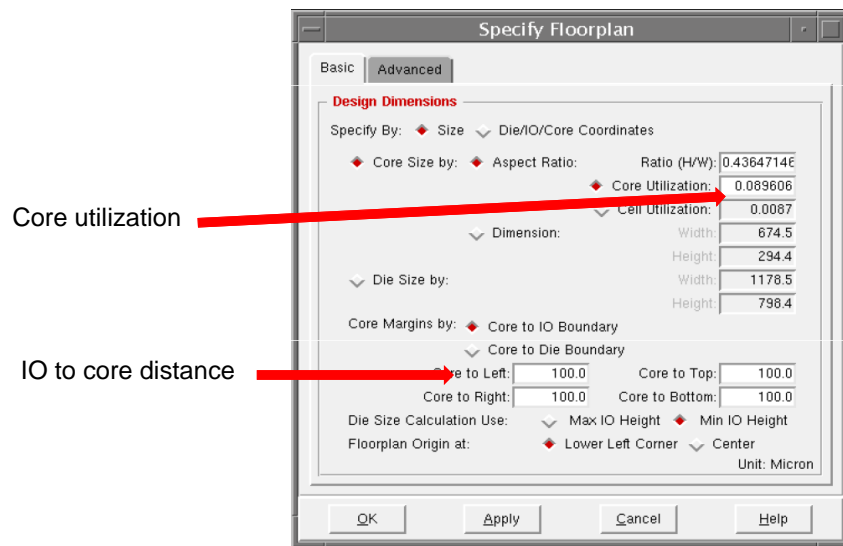 Specify Floorplan
Basic Advanced
Design Dimensions
Specify By: Size Die/IO/Core Coordinates
Core Size by: Aspect Ratio: Ratio (H/W): 0.43647146
Core Utilization: 0.089606
Core utilization
Cell Utilization: 0.0087
Dimension: Width: 674.5
Height: 294.4
Die Size by: Width: 1178.5
Height: 798.4
Core Margins by: Core to IO Boundary
Core to Die Boundary
IO to core distance
to Left: 100.0 Core to Top: 100.0
Core to Right: 100.0 Core to Bottom: 100.0
Die Size Calculation Use: Max IO Height Min IO Height
Floorplan Origin at: Lower Left Corner Center
Unit: Micron
OK Apply Cancel Help